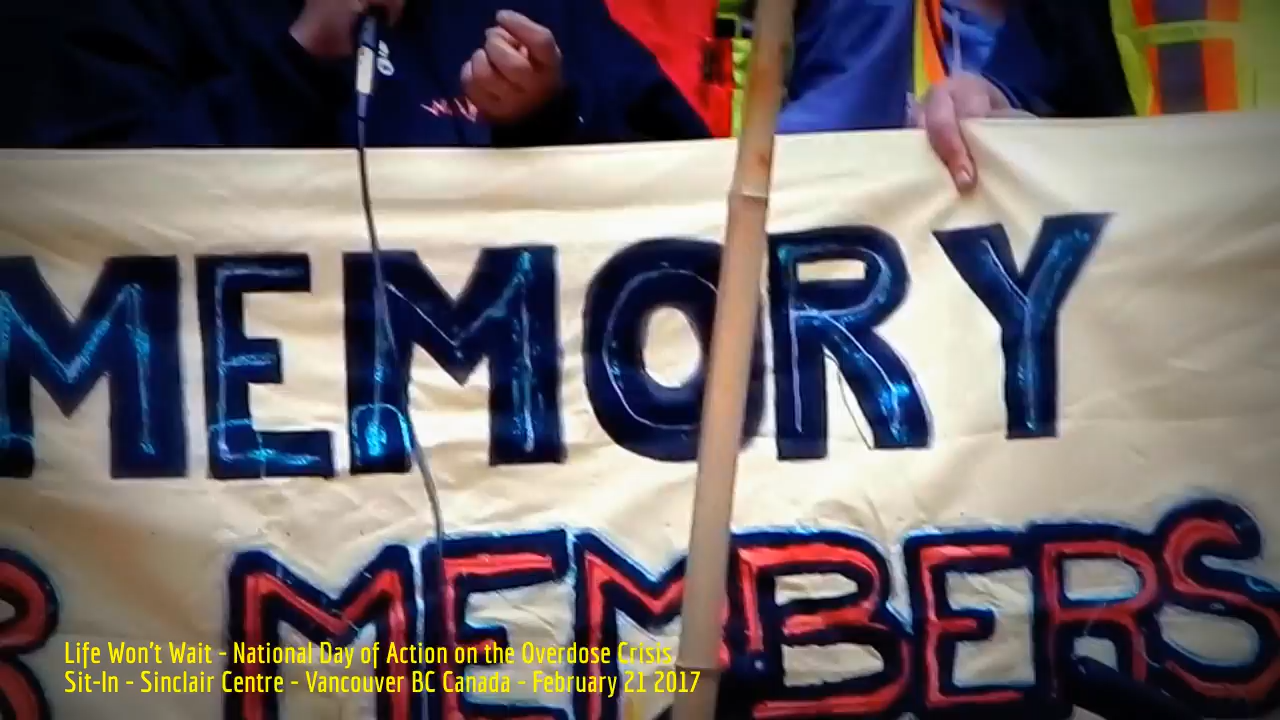 MEMORY
R MEMBERS
Life Won't Wait - National Day of Action on the Overdose Crisis
Sit-In - Sinclair Centre - Vancouver BC Canada - February 21 2017